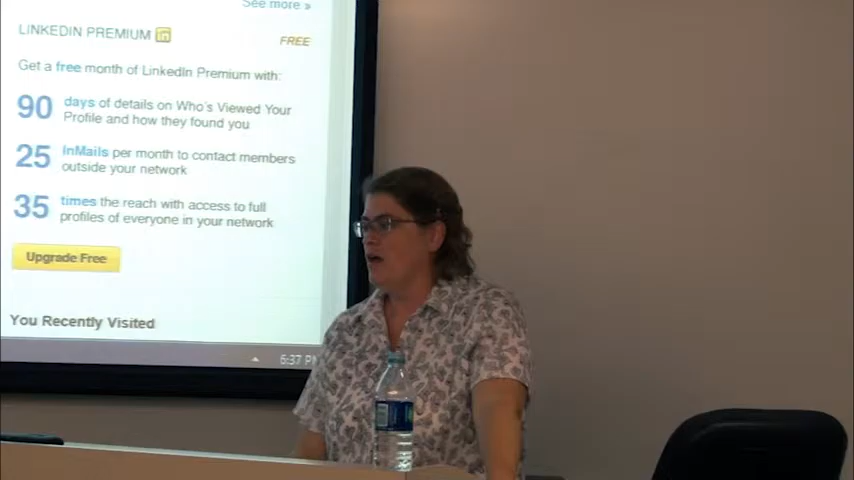 See more »
LINKEDIN PREMIUM in
FREE
Get a free month of LinkedIn Premium with:
90 days of details on Who's Viewed Your
Profile and how they found you
25 InMails per month to contact members
outside your network
35 times the reach with access to full
profiles of everyone in your network
Upgrade Free
You Recently Visited
6:37 P